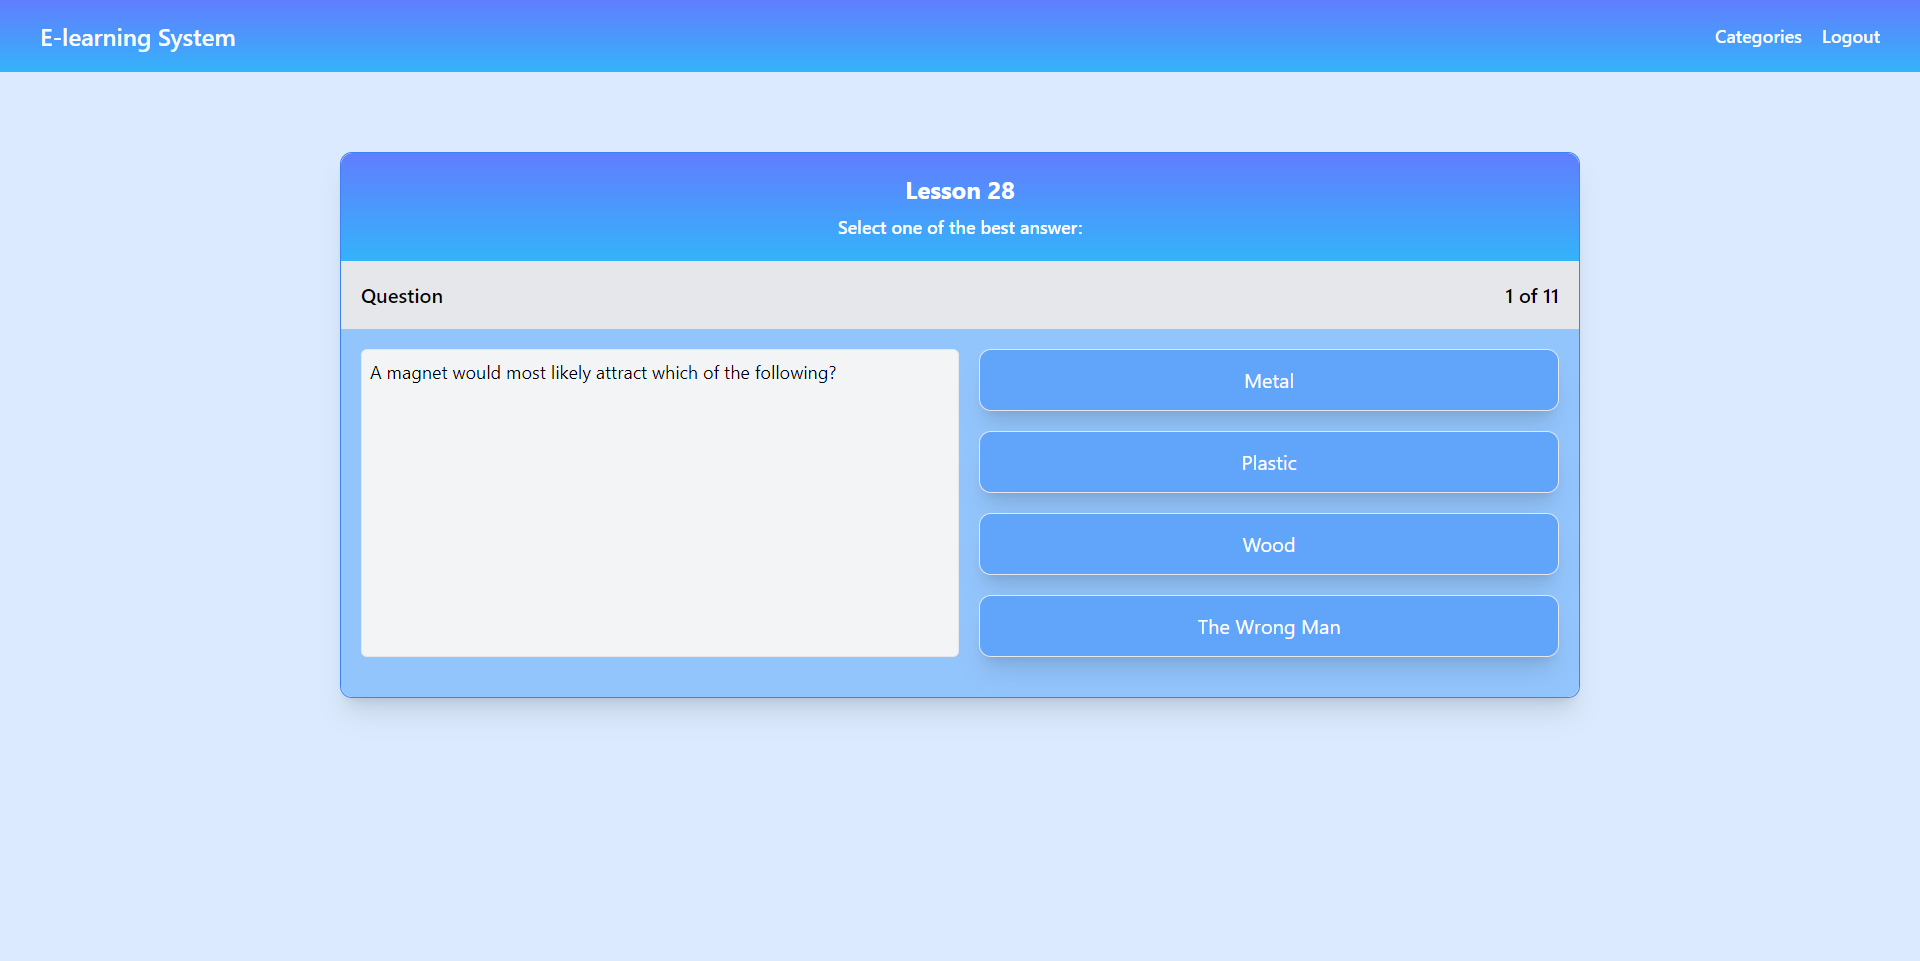 E-learning System
Categories
Logout
Lesson 28
Select one of the best answer:
Question
1 of 11
A magnet would most likely attract which of the following?
Metal
Plastic
Wood
The Wrong Man